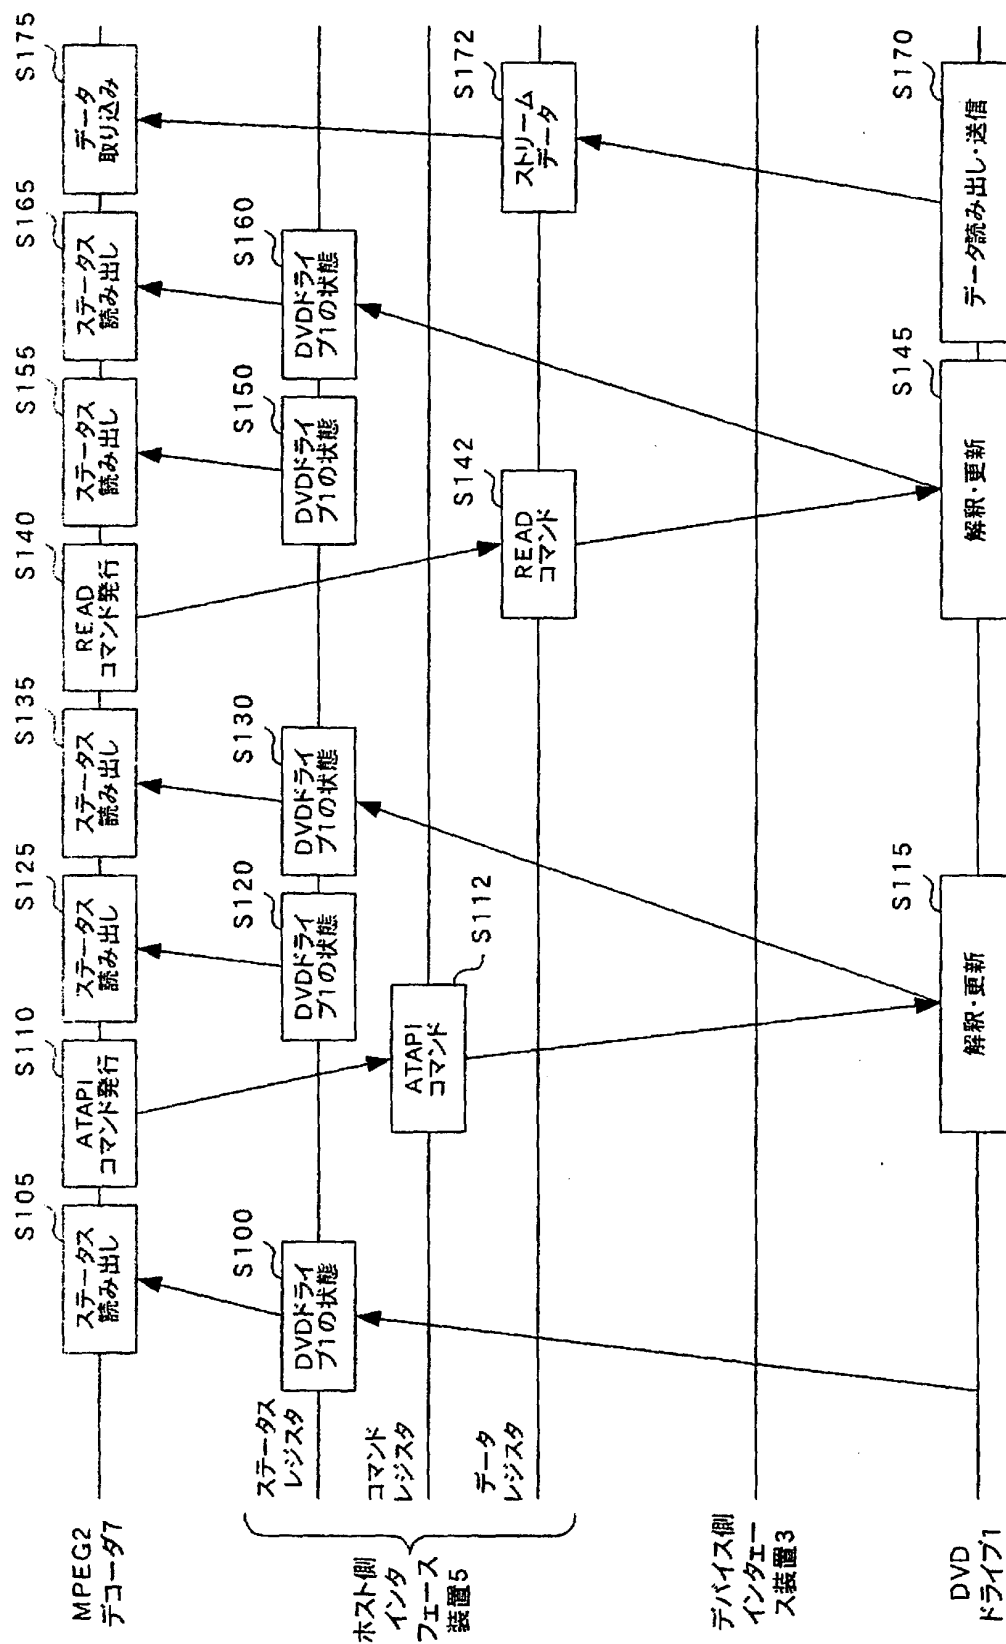 MPEG2
デコーダ7
S105
ステータス
読み出し
S110
ATAPI
コマンド発行
S125
ステータス
読み出し
S135
ステータス
読み出し
S140
READ
コマンド発行
S155
ステータス
読み出し
S165
ステータス
読み出し
S175
データ
取り込み
ホスト側
インタ
フェース
装置5
ステータス
レジスタ
S100
DVDドライ
ブ1の状態
S120
DVDドライ
ブ1の状態
S130
DVDドライ
ブ1の状態
S150
DVDドライ
ブ1の状態
S160
DVDドライ
ブ1の状態
コマンド
レジスタ
ATAPI
コマンド
S112
データ
レジスタ
S142
READ
コマンド
S172
ストリーム
データ
デバイス側
インタェー
ス装置3
DVD
ドライブ1
S115
解釈・更新
S145
解釈・更新
S170
データ読み出し・送信